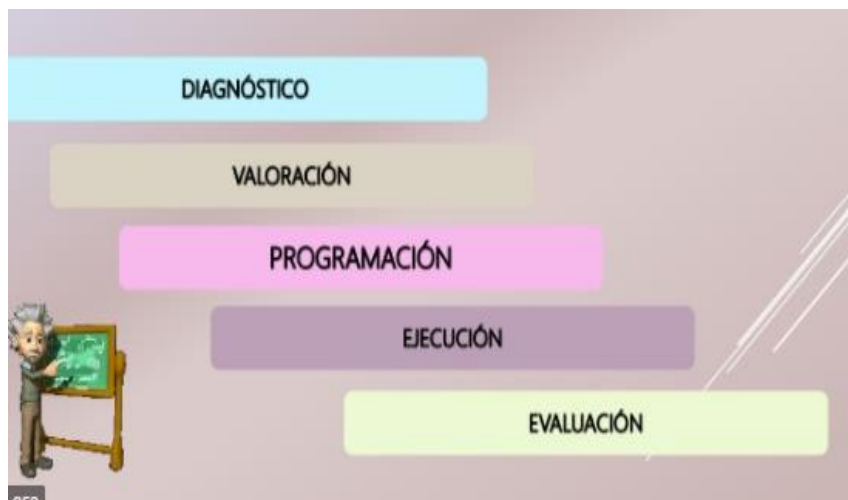 DIAGNÓSTICO
VALORACIÓN
PROGRAMACIÓN
EJECUCIÓN
EVALUACIÓN